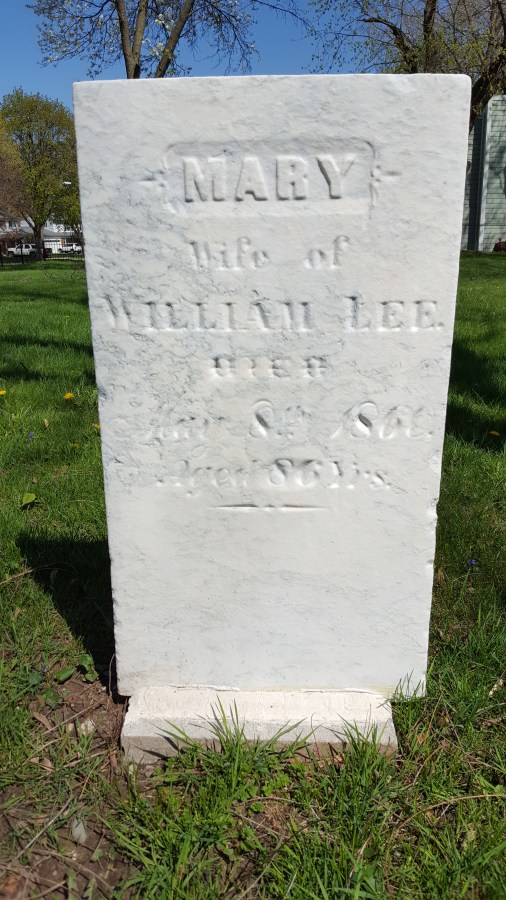 MARY
Wife of
WILLIAM LEE.
DIED
8th
Aged 86 Yrs.